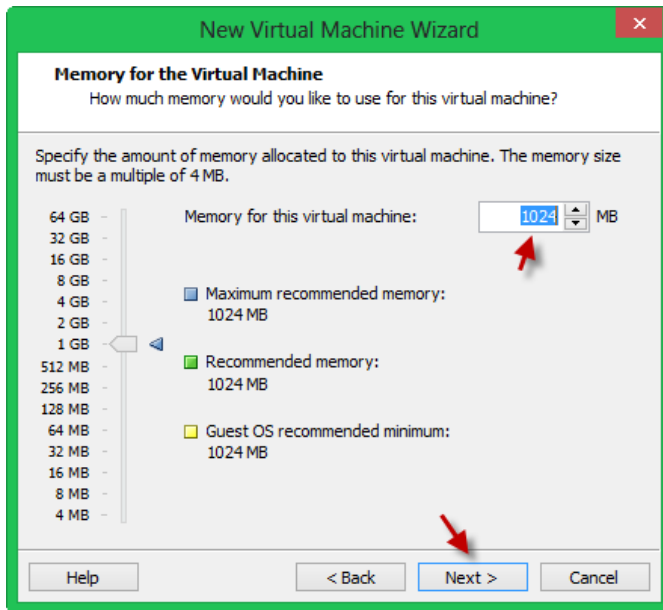 New Virtual Machine Wizard
Memory for the Virtual Machine
How much memory would you like to use for this virtual machine?
Specify the amount of memory allocated to this virtual machine. The memory size
must be a multiple of 4 MB.
64 GB
32 GB
16 GB
8 GB
4 GB
2 GB
1 GB
512 MB
256 MB
128 MB
64 MB
32 MB
16 MB
8 MB
4 MB
Memory for this virtual machine: 1024 MB
Maximum recommended memory:
1024 MB
Recommended memory:
1024 MB
Guest OS recommended minimum:
1024 MB
Help < Back Next > Cancel